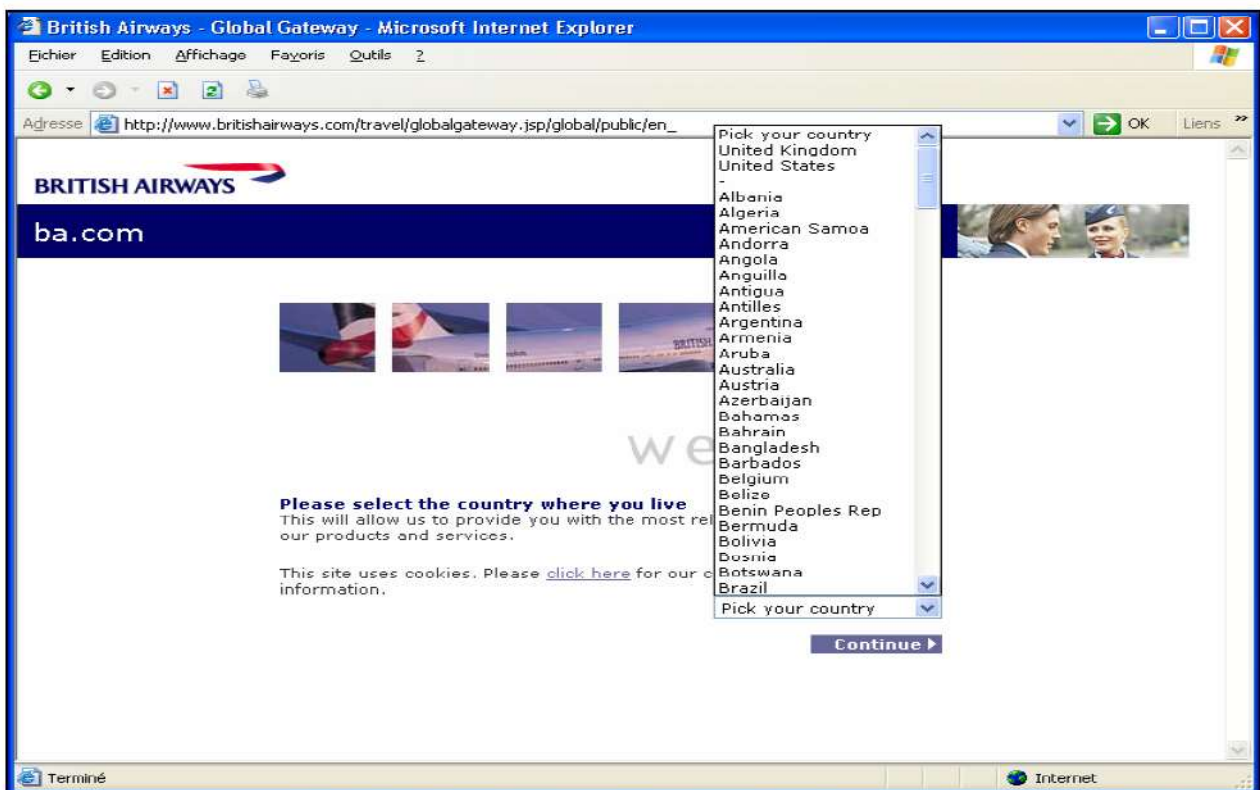 British Airways - Global Gateway - Microsoft Internet Explorer
Fichier Edition Affichage Favoris Outils ?
Adresse http://www.britishairways.com/travel/globalgateway.jsp/global/public/en_ OK Liens »
BRITISH AIRWAYS
ba.com
BRITISH
we
Please select the country where you live
This will allow us to provide you with the most rel
our products and services.
This site uses cookies. Please click here for our c
information.
Pick your country
United Kingdom
United States
-
Albania
Algeria
American Samoa
Andorra
Angola
Anguilla
Antigua
Antilles
Argentina
Armenia
Aruba
Australia
Austria
Azerbaijan
Bahamas
Bahrain
Bangladesh
Barbados
Belgium
Belize
Benin Peoples Rep
Bermuda
Bolivia
Bosnia
Botswana
Brazil
Pick your country
Continue
Terminé Internet